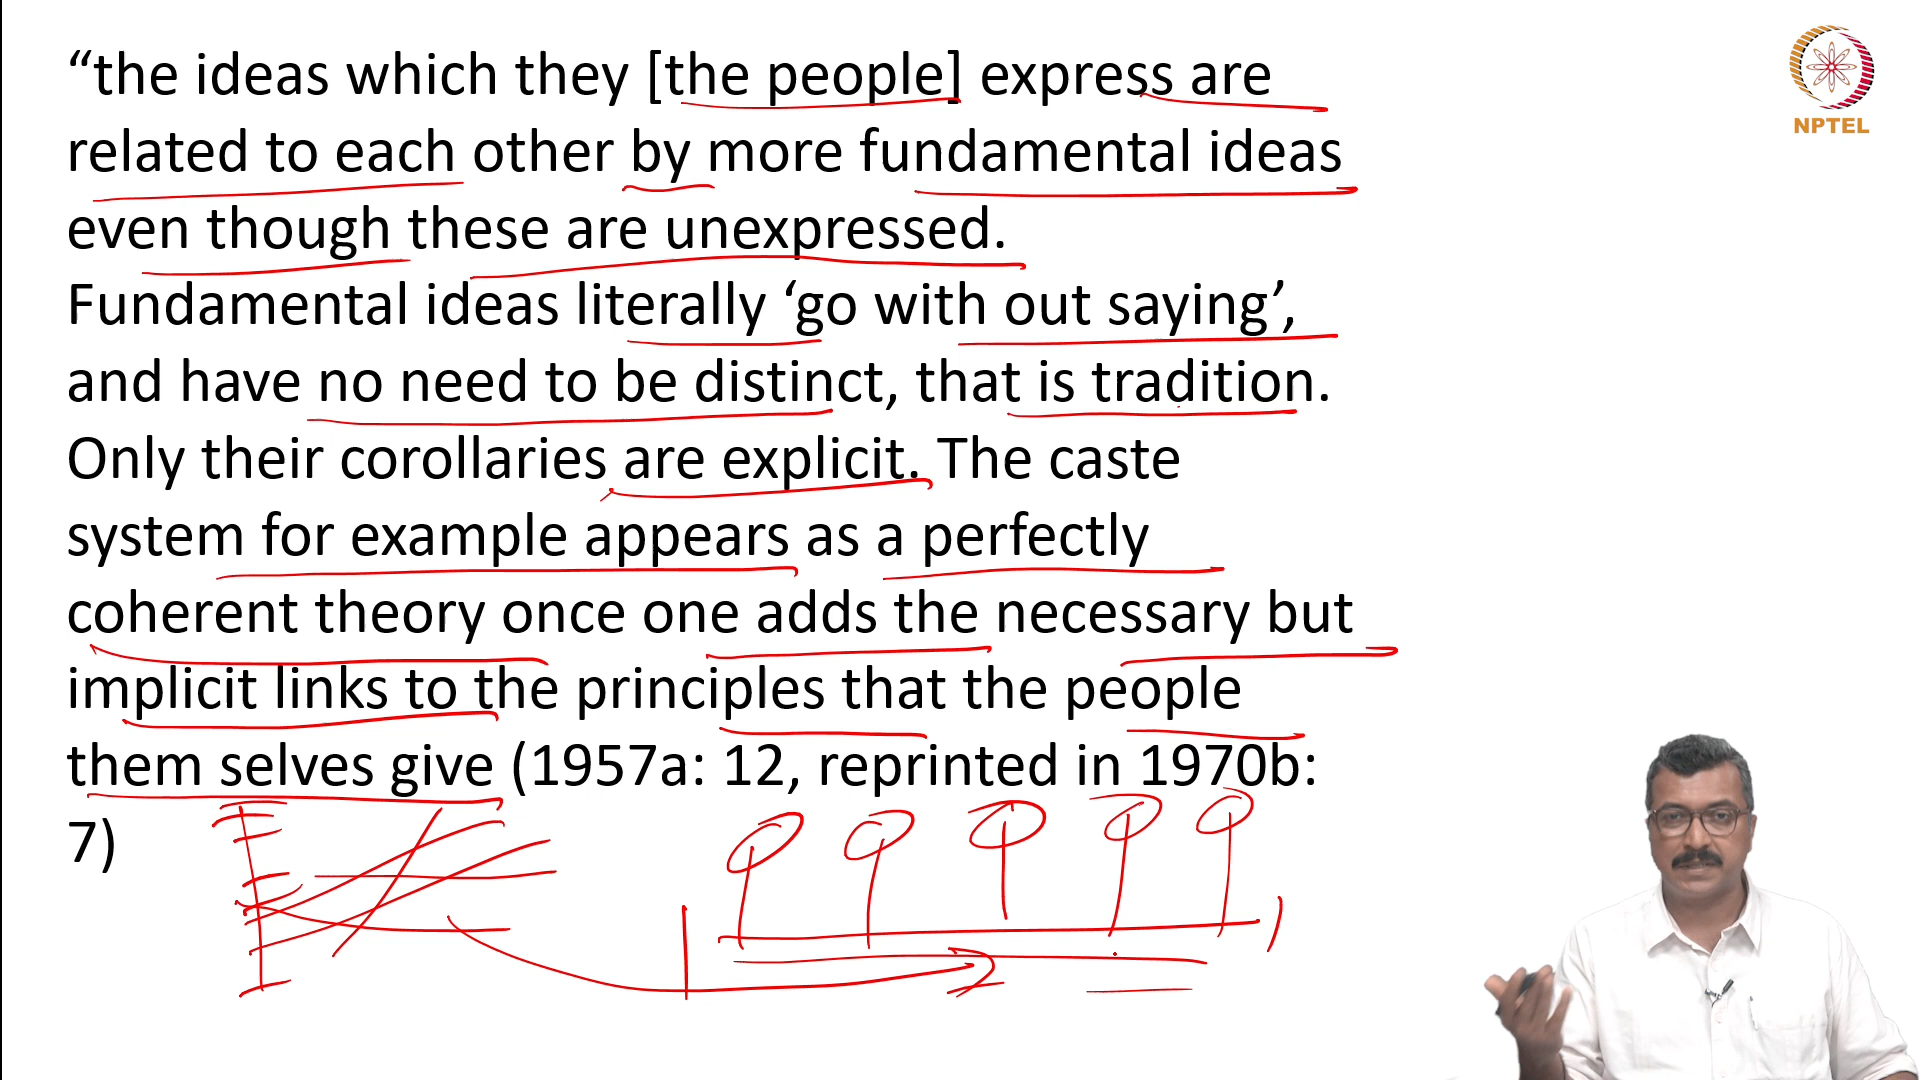 “the ideas which they [the people] express are
related to each other by more fundamental ideas
even though these are unexpressed.
Fundamental ideas literally ‘go with out saying’,
and have no need to be distinct, that is tradition.
Only their corollaries are explicit. The caste
system for example appears as a perfectly
coherent theory once one adds the necessary but
implicit links to the principles that the people
them selves give (1957a: 12, reprinted in 1970b:
7)
NPTEL